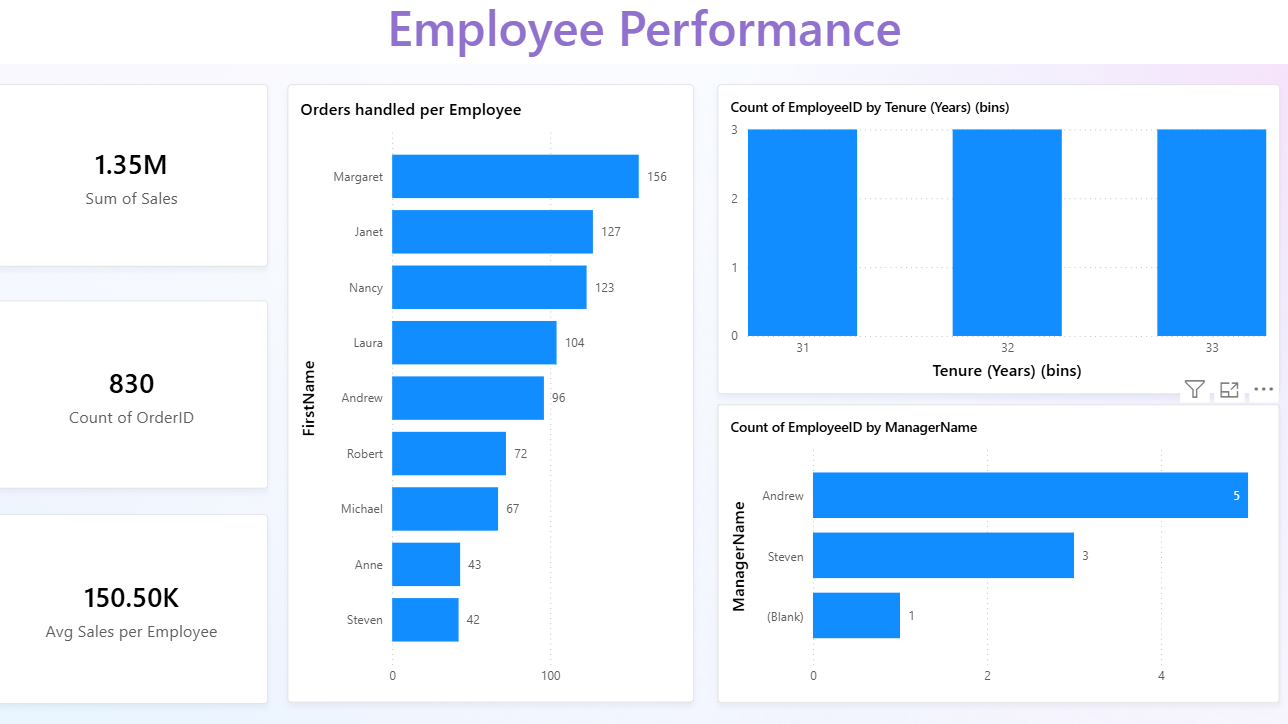 Employee Performance
1.35M
Sum of Sales
830
Count of OrderID
150.50K
Avg Sales per Employee
Orders handled per Employee
FirstName
Margaret 156
Janet 127
Nancy 123
Laura 104
Andrew 96
Robert 72
Michael 67
Anne 43
Steven 42
0 100
Count of EmployeeID by Tenure (Years) (bins)
3
2
1
0
31 32 33
Tenure (Years) (bins)
Count of EmployeeID by ManagerName
ManagerName
Andrew 5
Steven 3
(Blank) 1
0 2 4